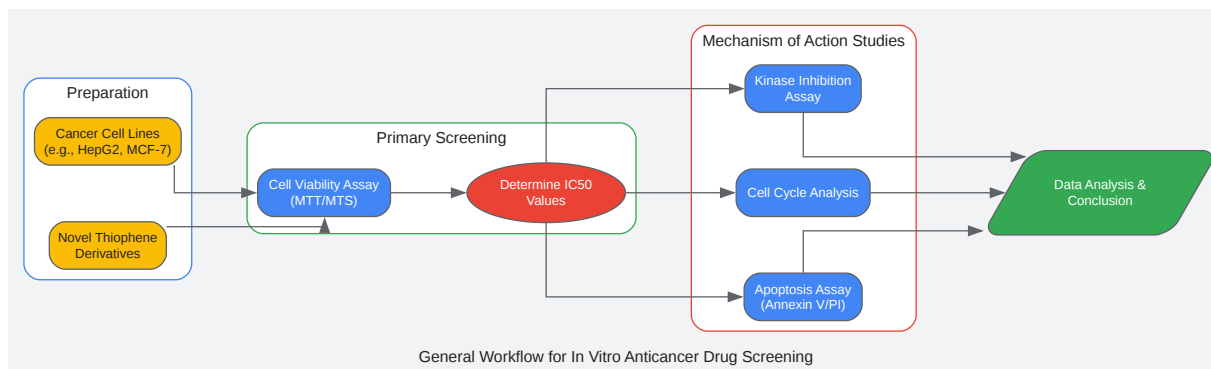 Preparation
Cancer Cell Lines
(e.g., HepG2, MCF-7)
Novel Thiophene
Derivatives
Primary Screening
Cell Viability Assay
(MTT/MTS)
Determine IC50
Values
Mechanism of Action Studies
Kinase Inhibition
Assay
Cell Cycle Analysis
Apoptosis Assay
(Annexin V/PI)
Data Analysis &
Conclusion
General Workflow for In Vitro Anticancer Drug Screening